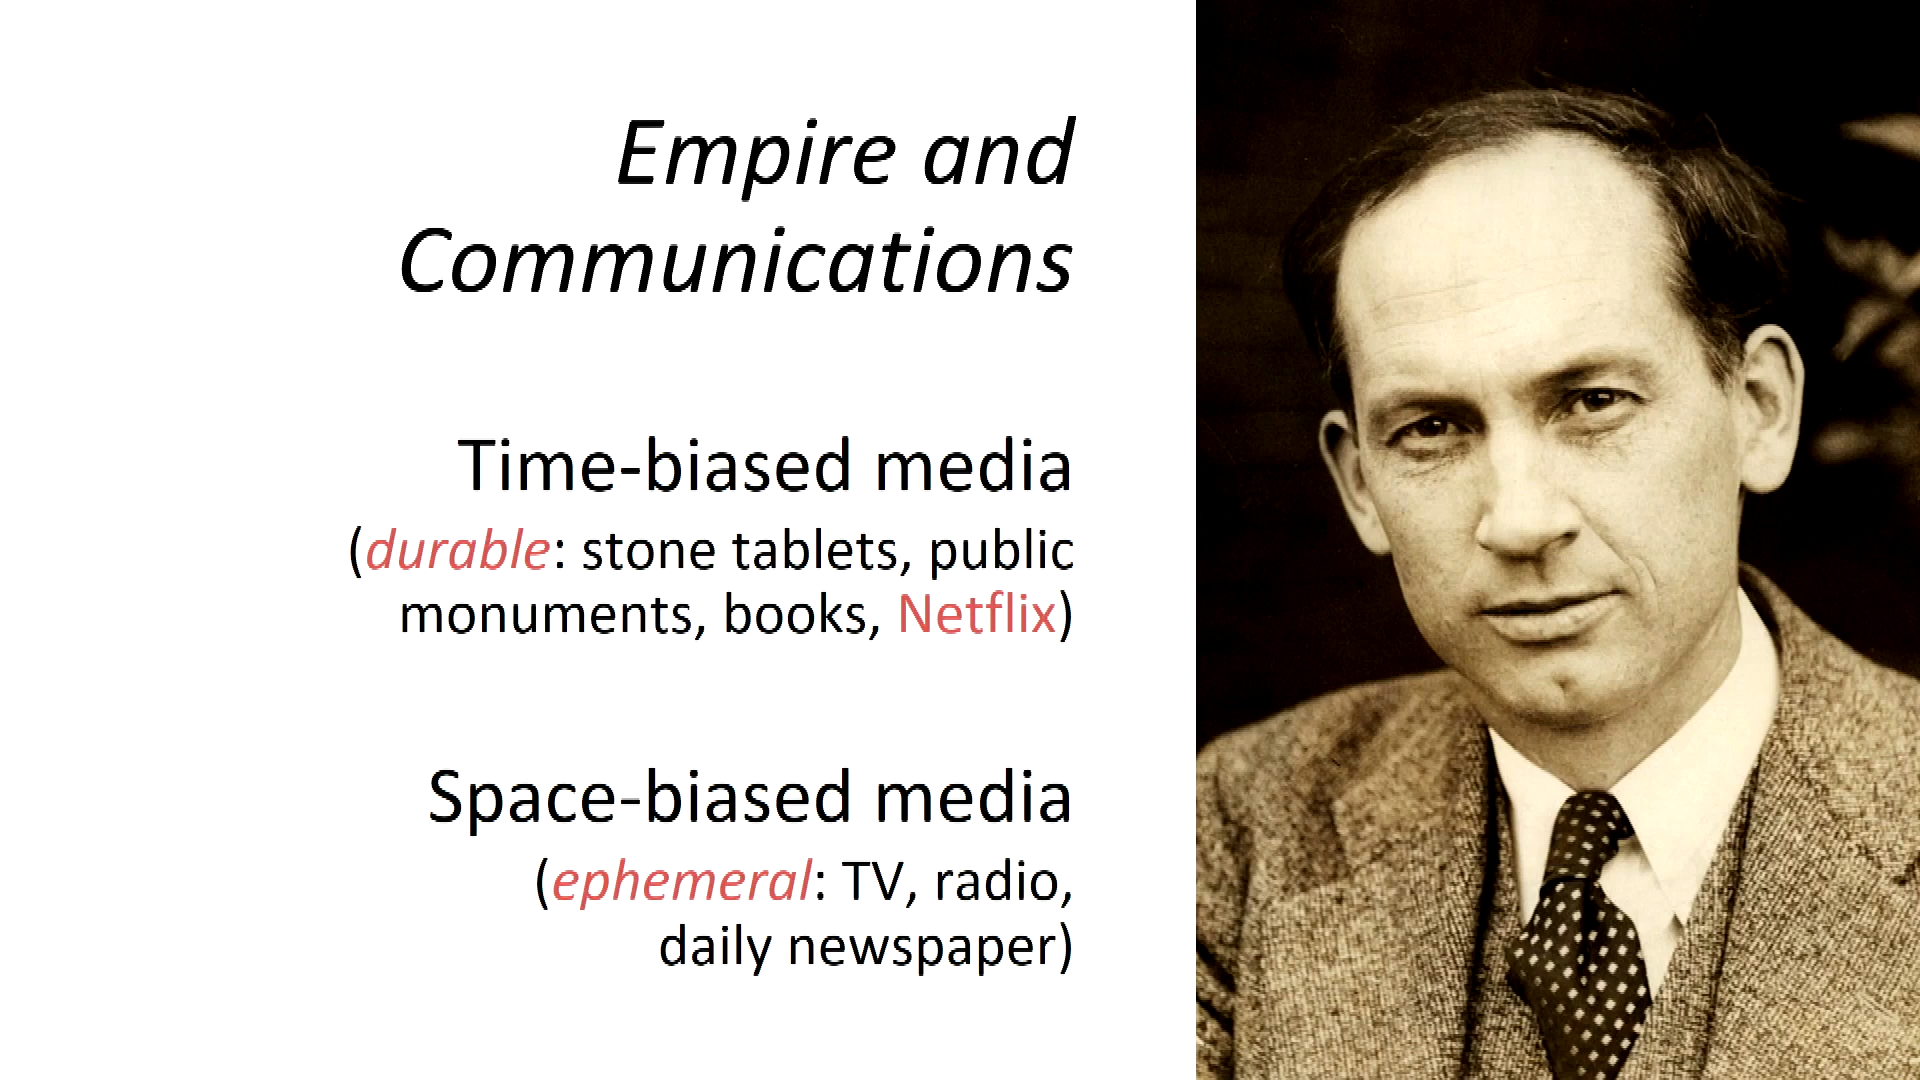 Empire and
Communications
Time-biased media
(durable: stone tablets, public
monuments, books, Netflix)
Space-biased media
(ephemeral: TV, radio,
daily newspaper)